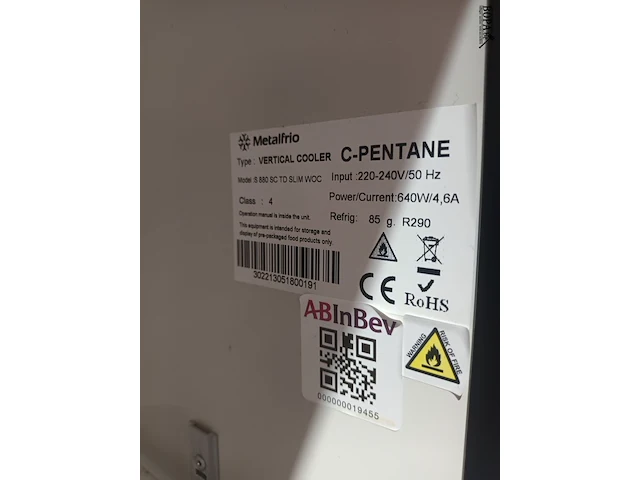 Metalfrio
Type : VERTICAL COOLER C-PENTANE
Model :S 880 SC TD SLIM WOC Input :220-240V/50 Hz
Class : 4 Power/Current:640W/4,6A
Operation manual is inside the unit. Refrig: 85 g. R290
This equipment is intended for storage and
display of pre-packaged food products only.
302213051800191
CE RoHS
ABInBev
000000019455
WARNING
RISK OF FIRE